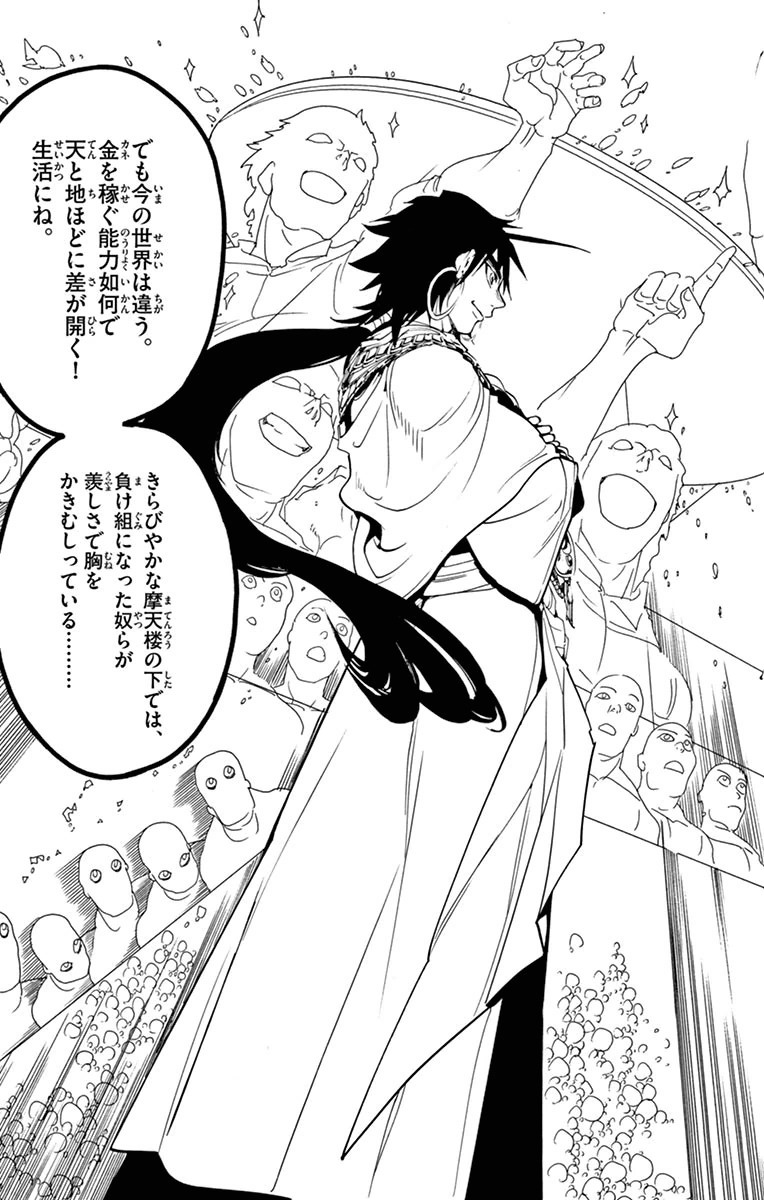 でも今の世界は違う。
金を稼ぐ能力如何で
天と地ほどに差が開く!
生活にね。
きらびやかな摩天楼の下では、
負け組になった奴らが
羨しさで胸を
かきむしっている………